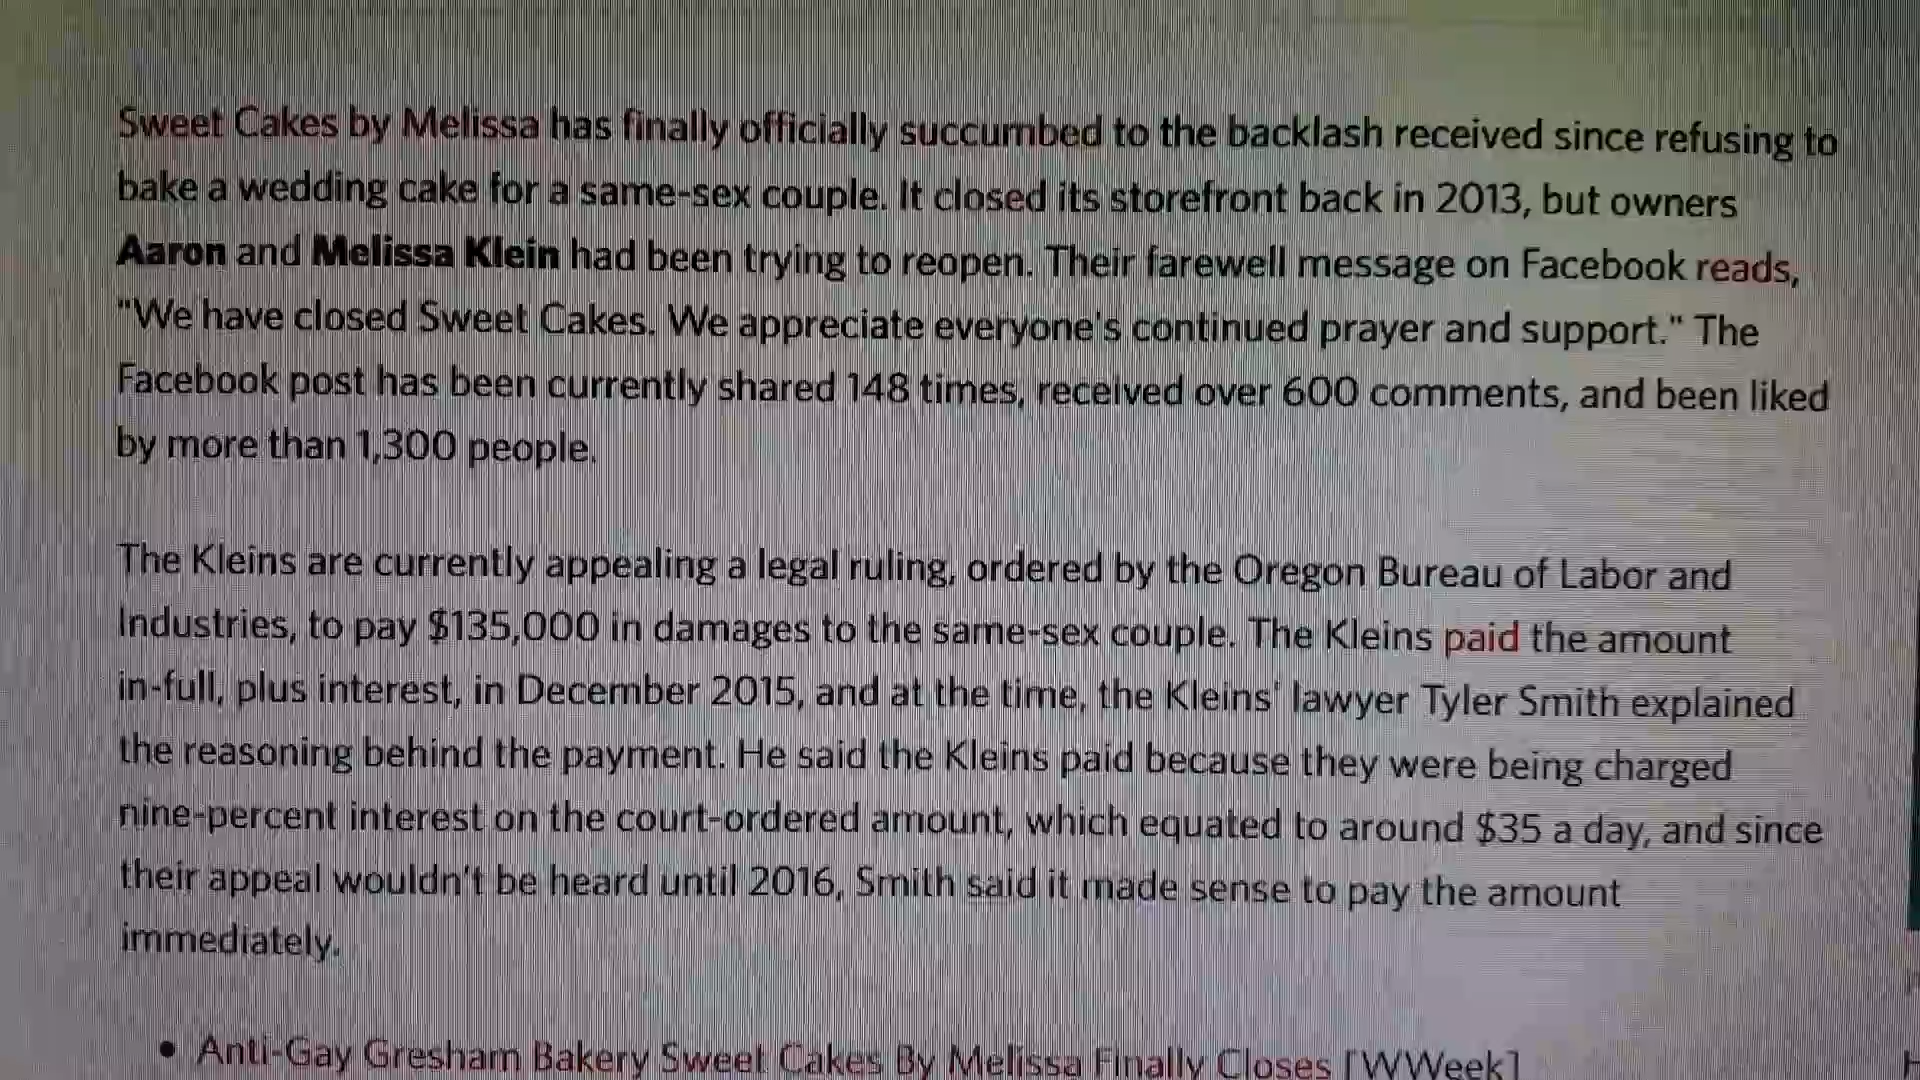 Sweet Cakes by Melissa has finally officially succumbed to the backlash received since refusing to
bake a wedding cake for a same-sex couple. It closed its storefront back in 2013, but owners
Aaron and Melissa Klein had been trying to reopen. Their farewell message on Facebook reads,
"We have closed Sweet Cakes. We appreciate everyone's continued prayer and support." The
Facebook post has been currently shared 148 times, received over 600 comments, and been liked
by more than 1,300 people.
The Kleins are currently appealing a legal ruling, ordered by the Oregon Bureau of Labor and
Industries, to pay $135,000 in damages to the same-sex couple. The Kleins paid the amount
in-full, plus interest, in December 2015, and at the time, the Kleins' lawyer Tyler Smith explained
the reasoning behind the payment. He said the Kleins paid because they were being charged
nine-percent interest on the court-ordered amount, which equated to around $35 a day, and since
their appeal wouldn't be heard until 2016, Smith said it made sense to pay the amount
immediately.
• Anti-Gay Gresham Bakery Sweet Cakes By Melissa Finally Closes [WWeek]